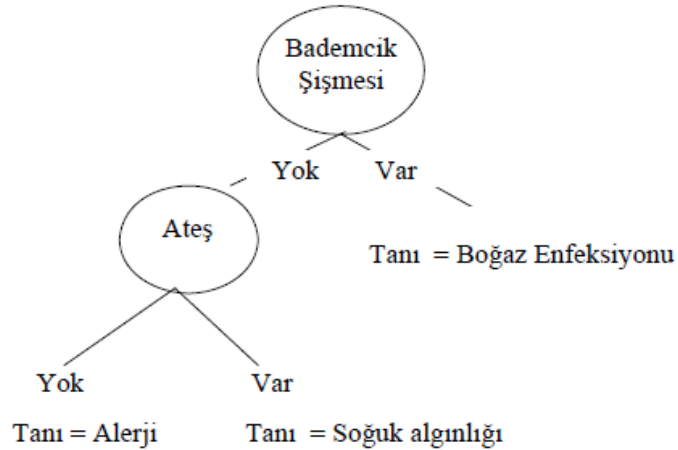 Bademcik
Şişmesi
Yok Var
Ateş
Tanı = Boğaz Enfeksiyonu
Yok Var
Tanı = Alerji Tanı = Soğuk algınlığı